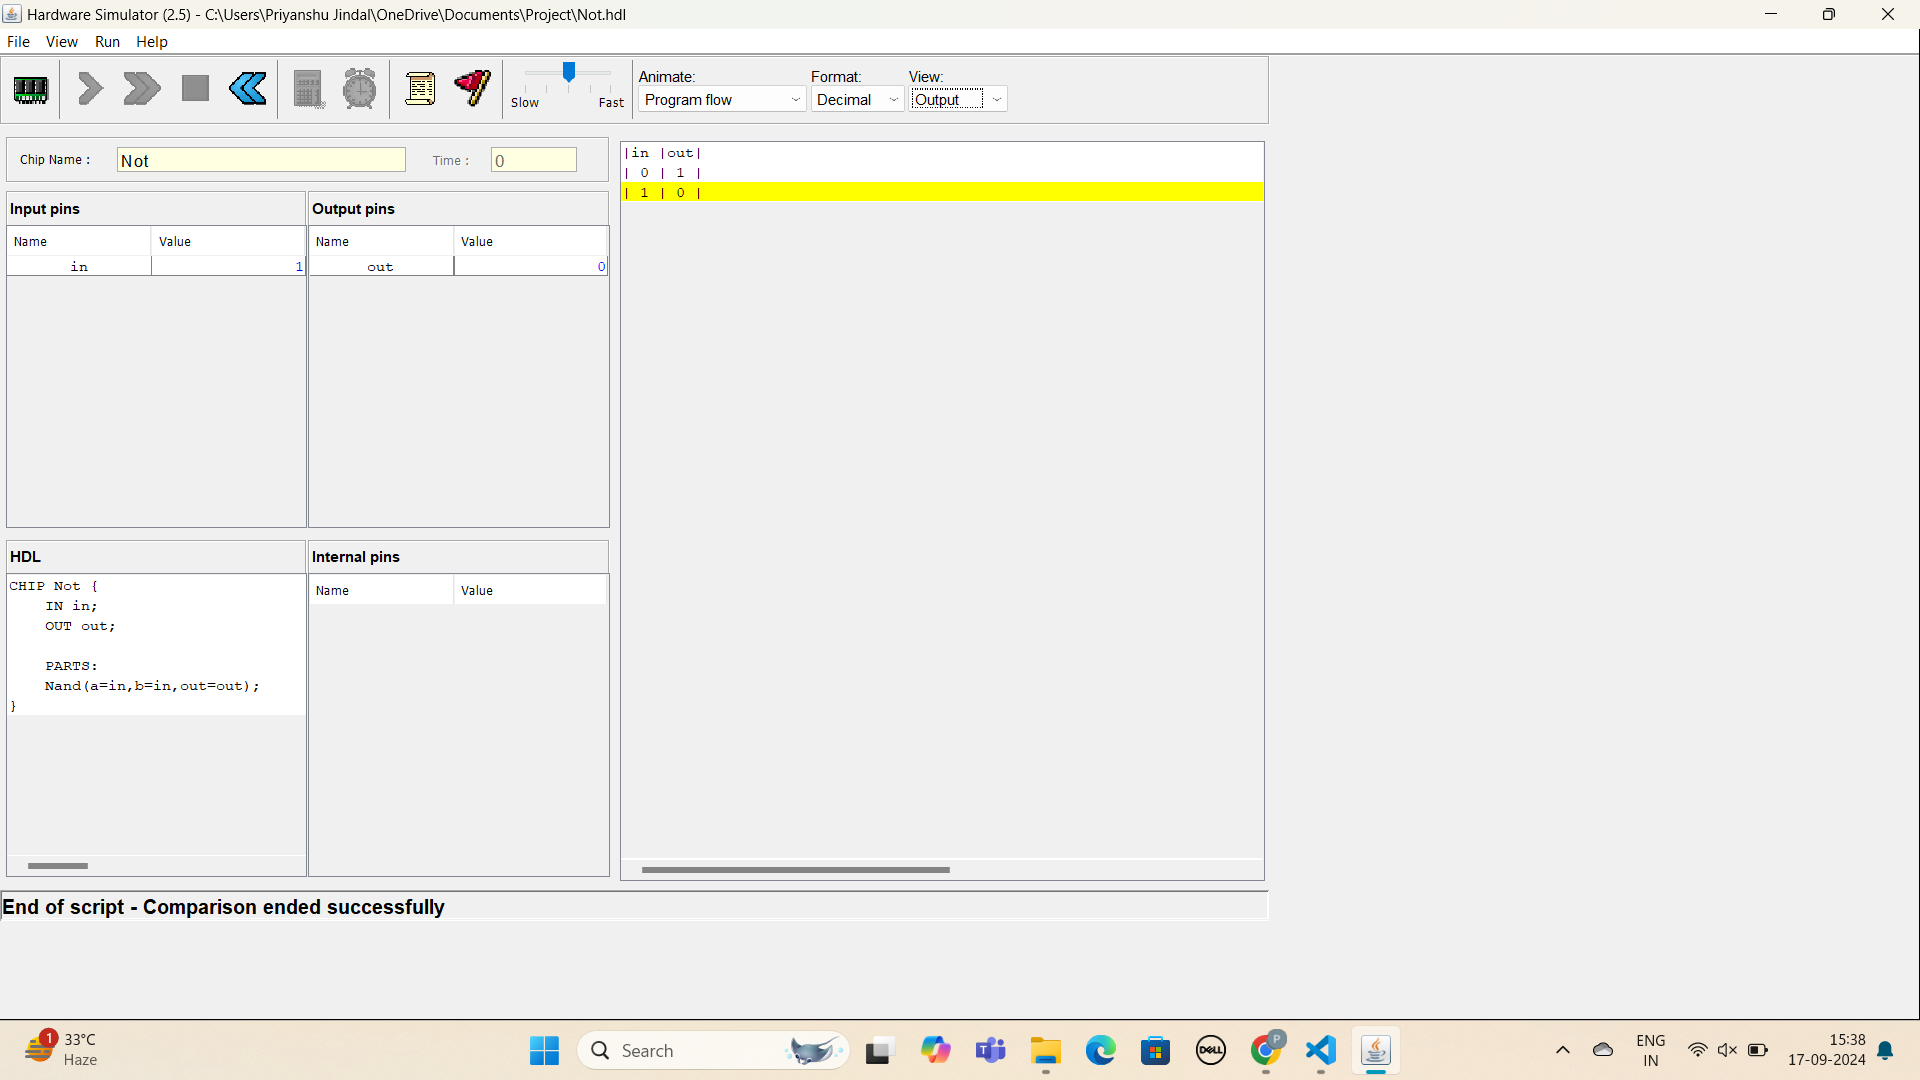 Hardware Simulator (2.5) - C:\Users\Priyanshu Jindal\OneDrive\Documents\Project\Not.hdl
File View Run Help
Slow Fast
Animate: Format: View:
Program flow Decimal Output
Chip Name : Not Time : 0
Input pins Output pins
Name Value Name Value
in 1 out 0
|in |out|
| 0 | 1 |
| 1 | 0 |
HDL Internal pins
Name Value
CHIP Not {
    IN in;
    OUT out;
    PARTS:
    Nand(a=in,b=in,out=out);
}
End of script - Comparison ended successfully
1 33°C
Haze
Search
DELL
P
ENG
IN
15:38
17-09-2024